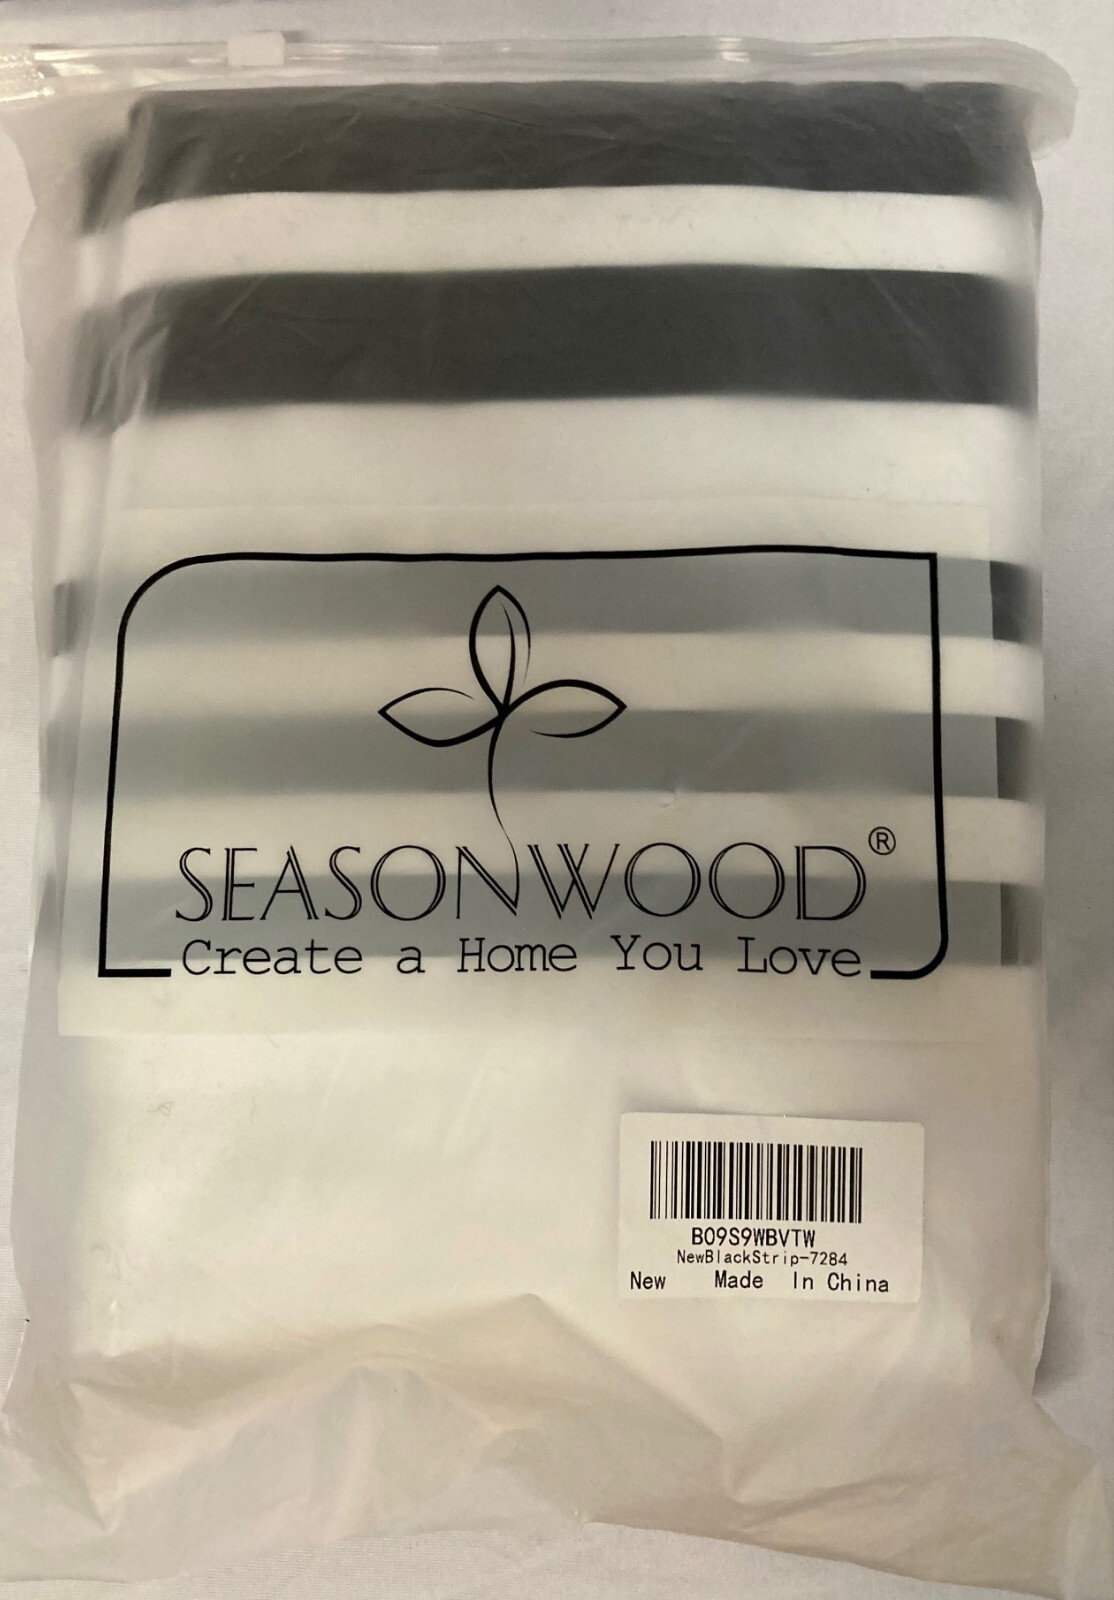 SEASONWOOD®
Create a Home You Love
B09S9WBVTW
NewBlackStrip-7284
New Made In China